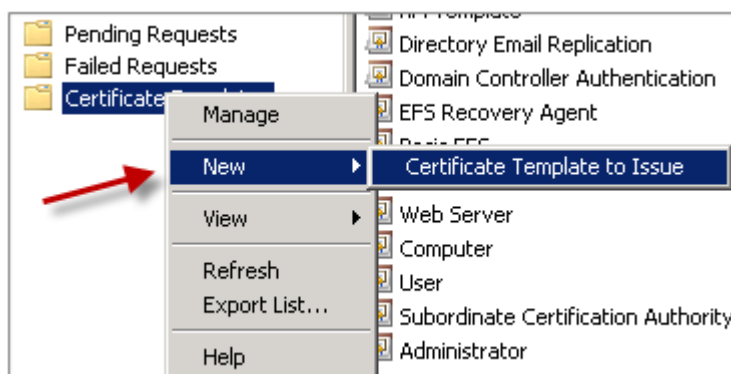 Pending Requests
Failed Requests
Certificate
Manage
New
View
Refresh
Export List...
Help
Certificate Template to Issue
Directory Email Replication
Domain Controller Authentication
EFS Recovery Agent
Web Server
Computer
User
Subordinate Certification Authority
Administrator